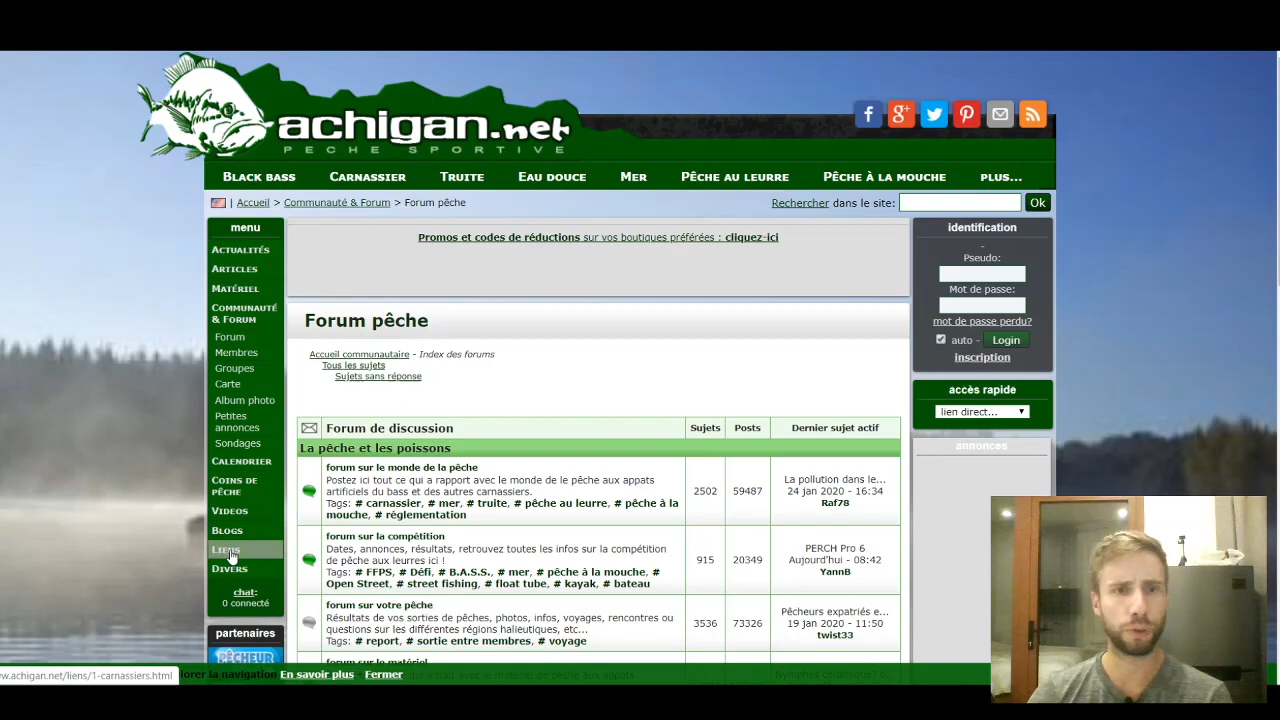 achigan.net
PECHE SPORTIVE
BLACK BASS CARNASSIER TRUITE EAU DOUCE MER PÊCHE AU LEURRE PÊCHE À LA MOUCHE PLUS...
| Accueil > Communauté & Forum > Forum pêche
Rechercher dans le site: Ok
menu
ACTUALITÉS
ARTICLES
MATÉRIEL
COMMUNAUTÉ
& FORUM
Forum
Membres
Groupes
Carte
Album photo
Petites
annonces
Sondages
CALENDRIER
COINS DE
PÊCHE
VIDEOS
BLOGS
LIENS
DIVERS
chat:
0 connecté
partenaires
PÊCHEUR
Promos et codes de réductions sur vos boutiques préférées : cliquez-ici
Forum pêche
Accueil communautaire - Index des forums
Tous les sujets
Sujets sans réponse
Forum de discussion Sujets Posts Dernier sujet actif
La pêche et les poissons
forum sur le monde de la pêche
Postez ici tout ce qui a rapport avec le monde de la pêche aux appats
artificiels du bass et des autres carnassiers.
Tags: # carnassier, # mer, # truite, # pêche au leurre, # pêche à la
mouche, # réglementation
2502 59487
La pollution dans le...
24 jan 2020 - 16:34
Raf78
forum sur la compétition
Dates, annonces, résultats, retrouvez toutes les infos sur la compétition
de pêche aux leurres ici !
Tags: # FFPS, # Défi, # B.A.S.S., # mer, # pêche à la mouche, #
Open Street, # street fishing, # float tube, # kayak, # bateau
915 20349
PERCH Pro 6
Aujourd'hui - 08:42
YannB
forum sur votre pêche
Résultats de vos sorties de pêches, photos, infos, voyages, rencontres ou
questions sur les différentes régions halieutiques, etc...
Tags: # report, # sortie entre membres, # voyage
3536 73326
Pêcheurs expatriés e...
19 jan 2020 - 11:50
twist33
forum sur le matériel
identification
-
Pseudo:
Mot de passe:
mot de passe perdu?
auto - Login
inscription
accès rapide
lien direct...
annonces
w.achigan.net/liens/1-carnassiers.html
lorer la navigation En savoir plus Fermer